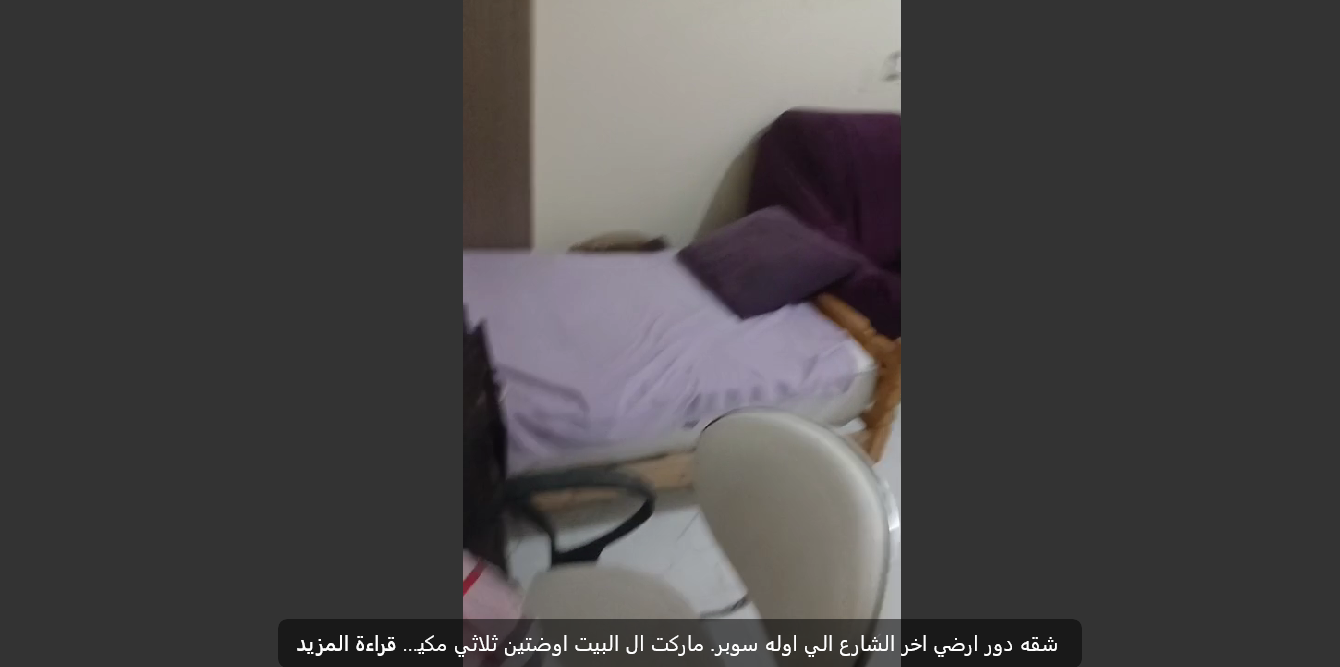 شقه دور ارضي اخر الشارع الي اوله سوبر. ماركت ال البيت اوضتين ثلاثي مكيـ... قراءة المزيد